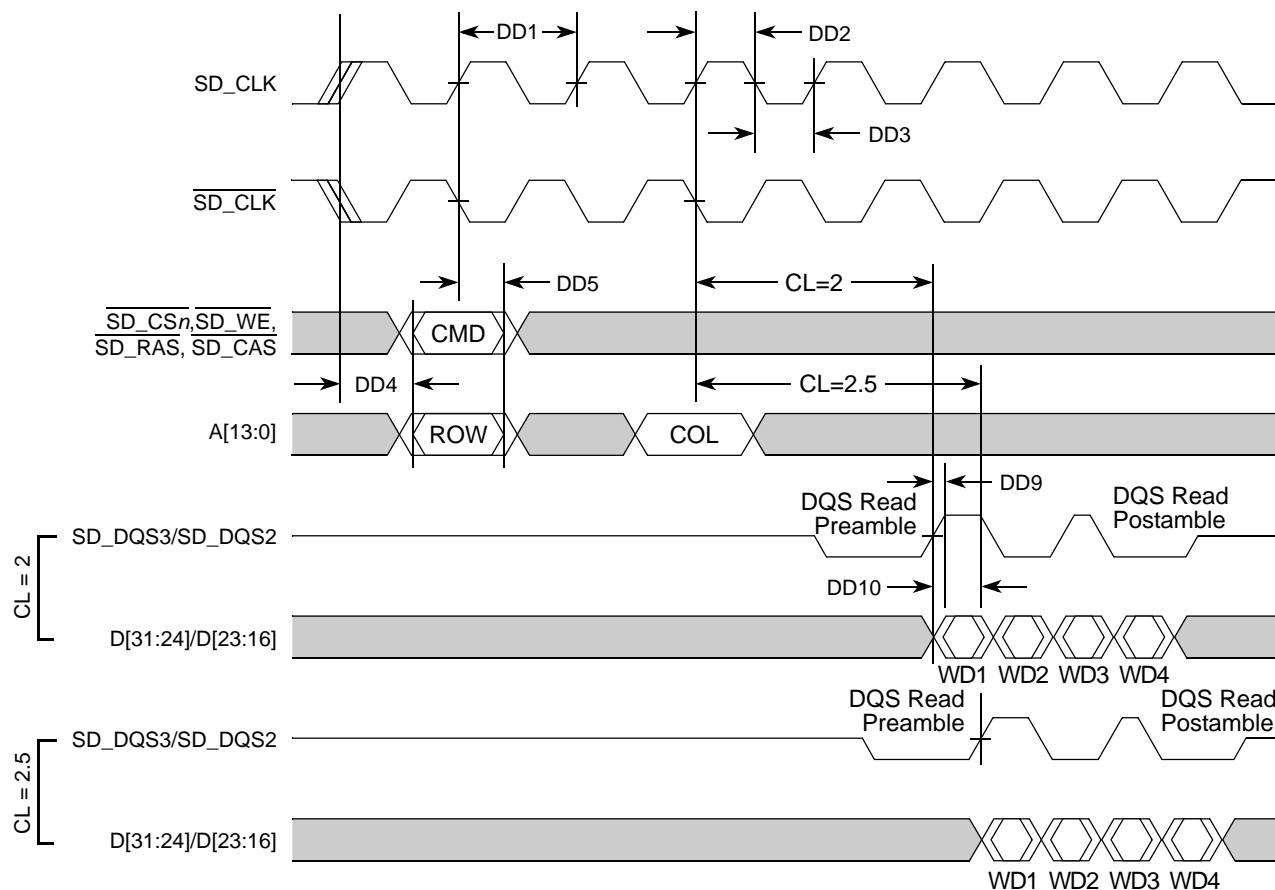 DD1
DD2
SD_CLK
DD3
SD_CLK
CL=2
DD5
SD_CSn,SD_WE,
SD_RAS, SD_CAS
CMD
DD4
CL=2.5
A[13:0]
ROW
COL
DD9
DQS Read
Preamble
DQS Read
Postamble
CL = 2
SD_DQS3/SD_DQS2
DD10
D[31:24]/D[23:16]
WD1 WD2 WD3 WD4
DQS Read
Preamble
DQS Read
Postamble
CL = 2.5
SD_DQS3/SD_DQS2
D[31:24]/D[23:16]
WD1 WD2 WD3 WD4